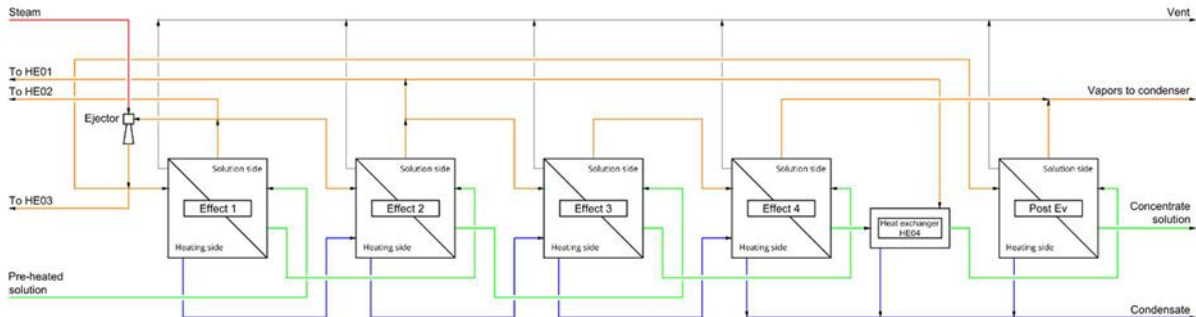 Steam
Vent
To HE01
To HE02
Vapors to condenser
Ejector
Solution side
Solution side
Solution side
Solution side
Solution side
Effect 1
Effect 2
Effect 3
Effect 4
Post Ev
To HE03
Heat exchanger
HE04
Concentrate
solution
Heating side
Heating side
Heating side
Heating side
Heating side
Pre-heated
solution
Condensate